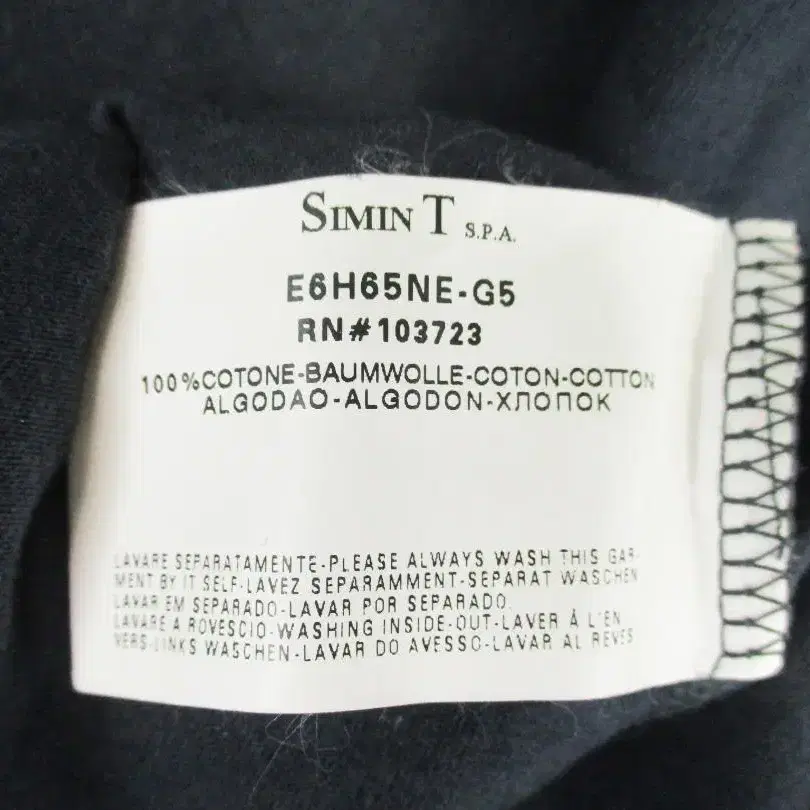 SIMIN T S.P.A.
E6H65NE-G5
RN#103723
100%COTONE-BAUMWOLLE-COTON-COTTON
ALGODAO-ALGODON-ХЛОПОК
LAVARE SEPARATAMENTE-PLEASE ALWAYS WASH THIS GAR-
MENT BY IT SELF-LAVEZ SEPARAMMENT-SEPARAT WASCHEN
LAVAR EM SEPARADO-LAVAR POR SEPARADO.
LAVARE A ROVESCIO-WASHING INSIDE-OUT-LAVER À L'EN
VERS-LINKS WASCHEN-LAVAR DO AVESSO-LAVAR AL REVES